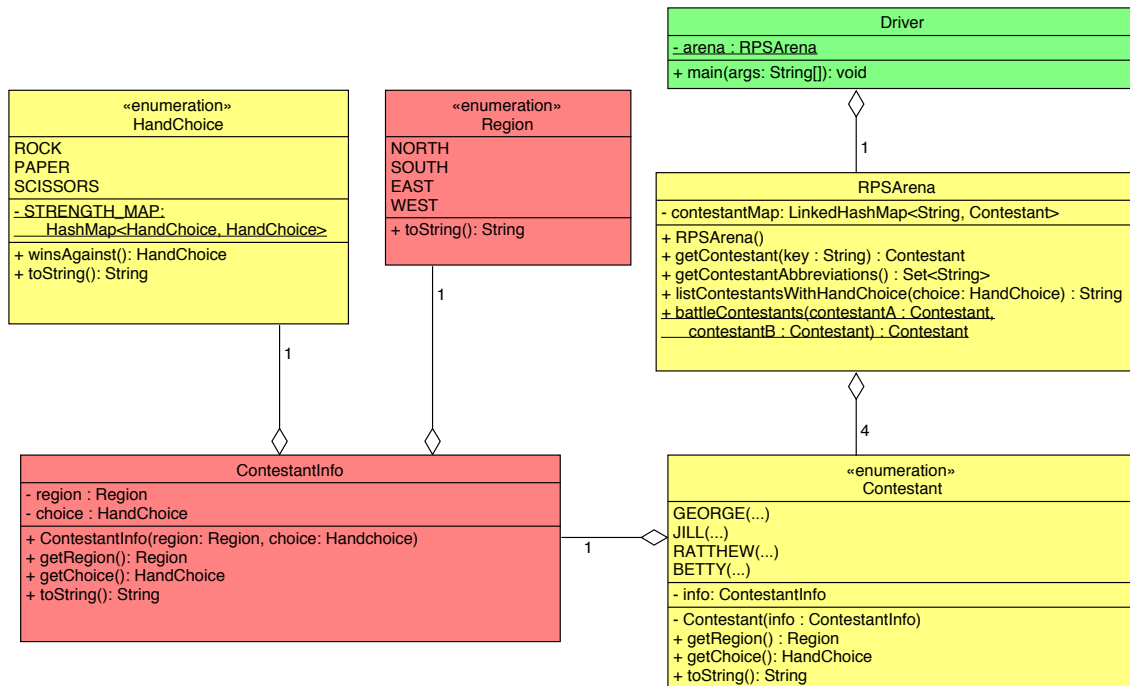 Driver
- arena : RPSArena
+ main(args: String[]): void
1
«enumeration»
HandChoice
ROCK
PAPER
SCISSORS
- STRENGTH_MAP:
HashMap<HandChoice, HandChoice>
+ winsAgainst(): HandChoice
+ toString(): String
1
«enumeration»
Region
NORTH
SOUTH
EAST
WEST
+ toString(): String
1
RPSArena
- contestantMap: LinkedHashMap<String, Contestant>
+ RPSArena()
+ getContestant(key : String) : Contestant
+ getContestantAbbreviations() : Set<String>
+ listContestantsWithHandChoice(choice: HandChoice) : String
+ battleContestants(contestantA : Contestant,
contestantB : Contestant) : Contestant
4
ContestantInfo
- region : Region
- choice : HandChoice
+ ContestantInfo(region: Region, choice: Handchoice)
+ getRegion(): Region
+ getChoice(): HandChoice
+ toString(): String
1
«enumeration»
Contestant
GEORGE(...)
JILL(...)
RATTHEW(...)
BETTY(...)
- info: ContestantInfo
- Contestant(info : ContestantInfo)
+ getRegion() : Region
+ getChoice(): HandChoice
+ toString(): String